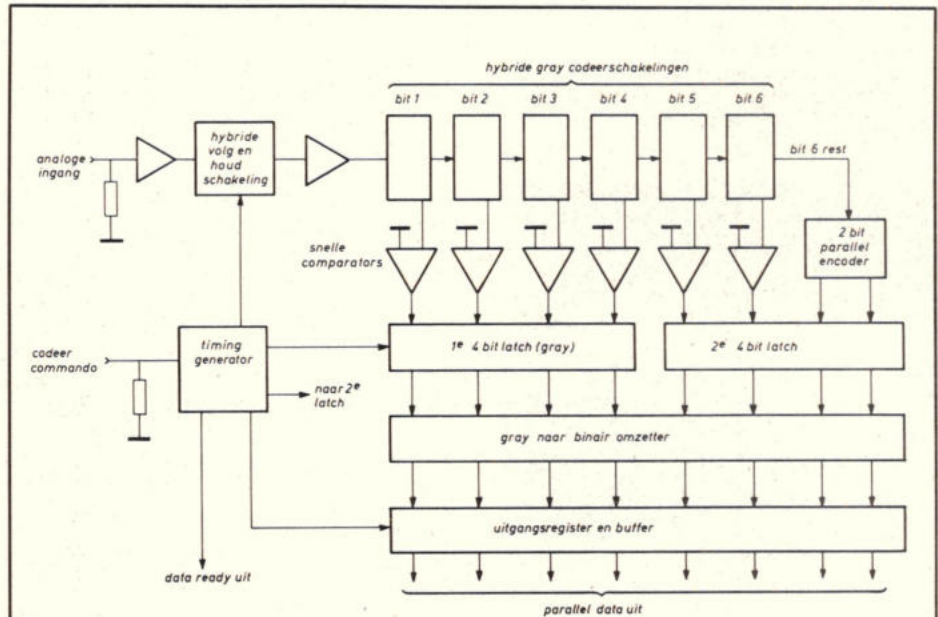 hybride gray codeerschakelingen
bit 1 bit 2 bit 3 bit 4 bit 5 bit 6
analoge
ingang
hybride
volg en
houd
schakeling
bit 6 rest
snelle
comparators
2 bit
parallel
encoder
codeer
commando
timing
generator
1e 4 bit latch (gray)
2e 4 bit latch
naar 2e
latch
gray naar binair omzetter
uitgangsregister en buffer
data ready uit
parallel data uit